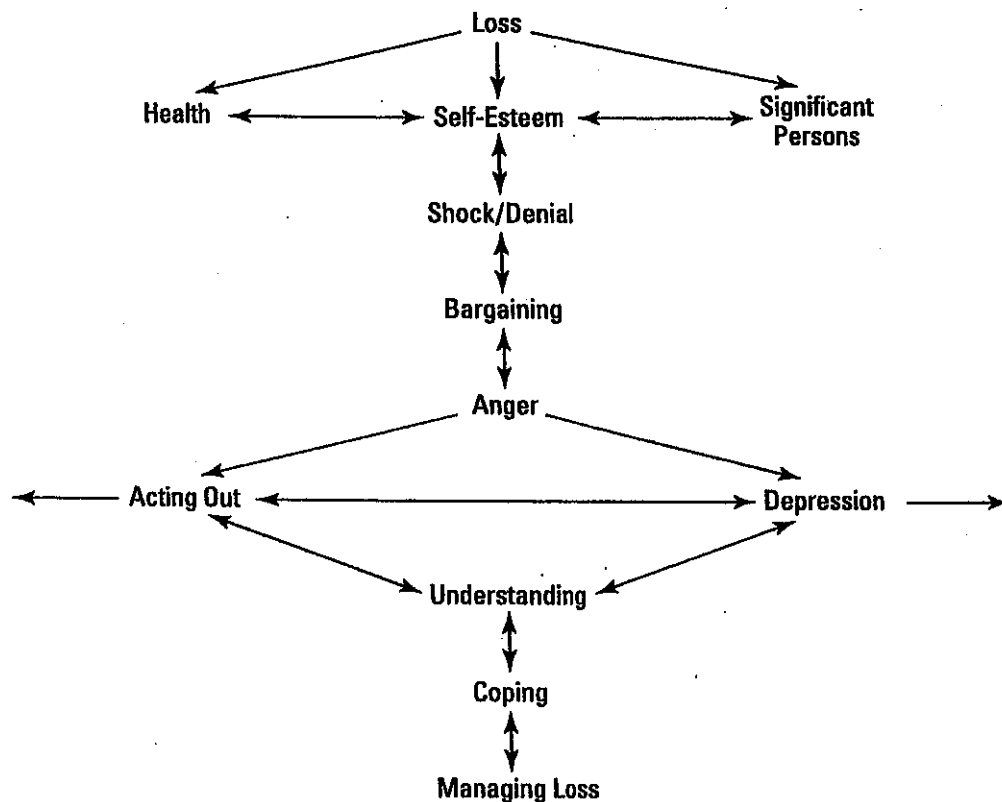 Loss
Health
Self-Esteem
Significant
Persons
Shock/Denial
Bargaining
Anger
Acting Out
Depression
Understanding
Coping
Managing Loss